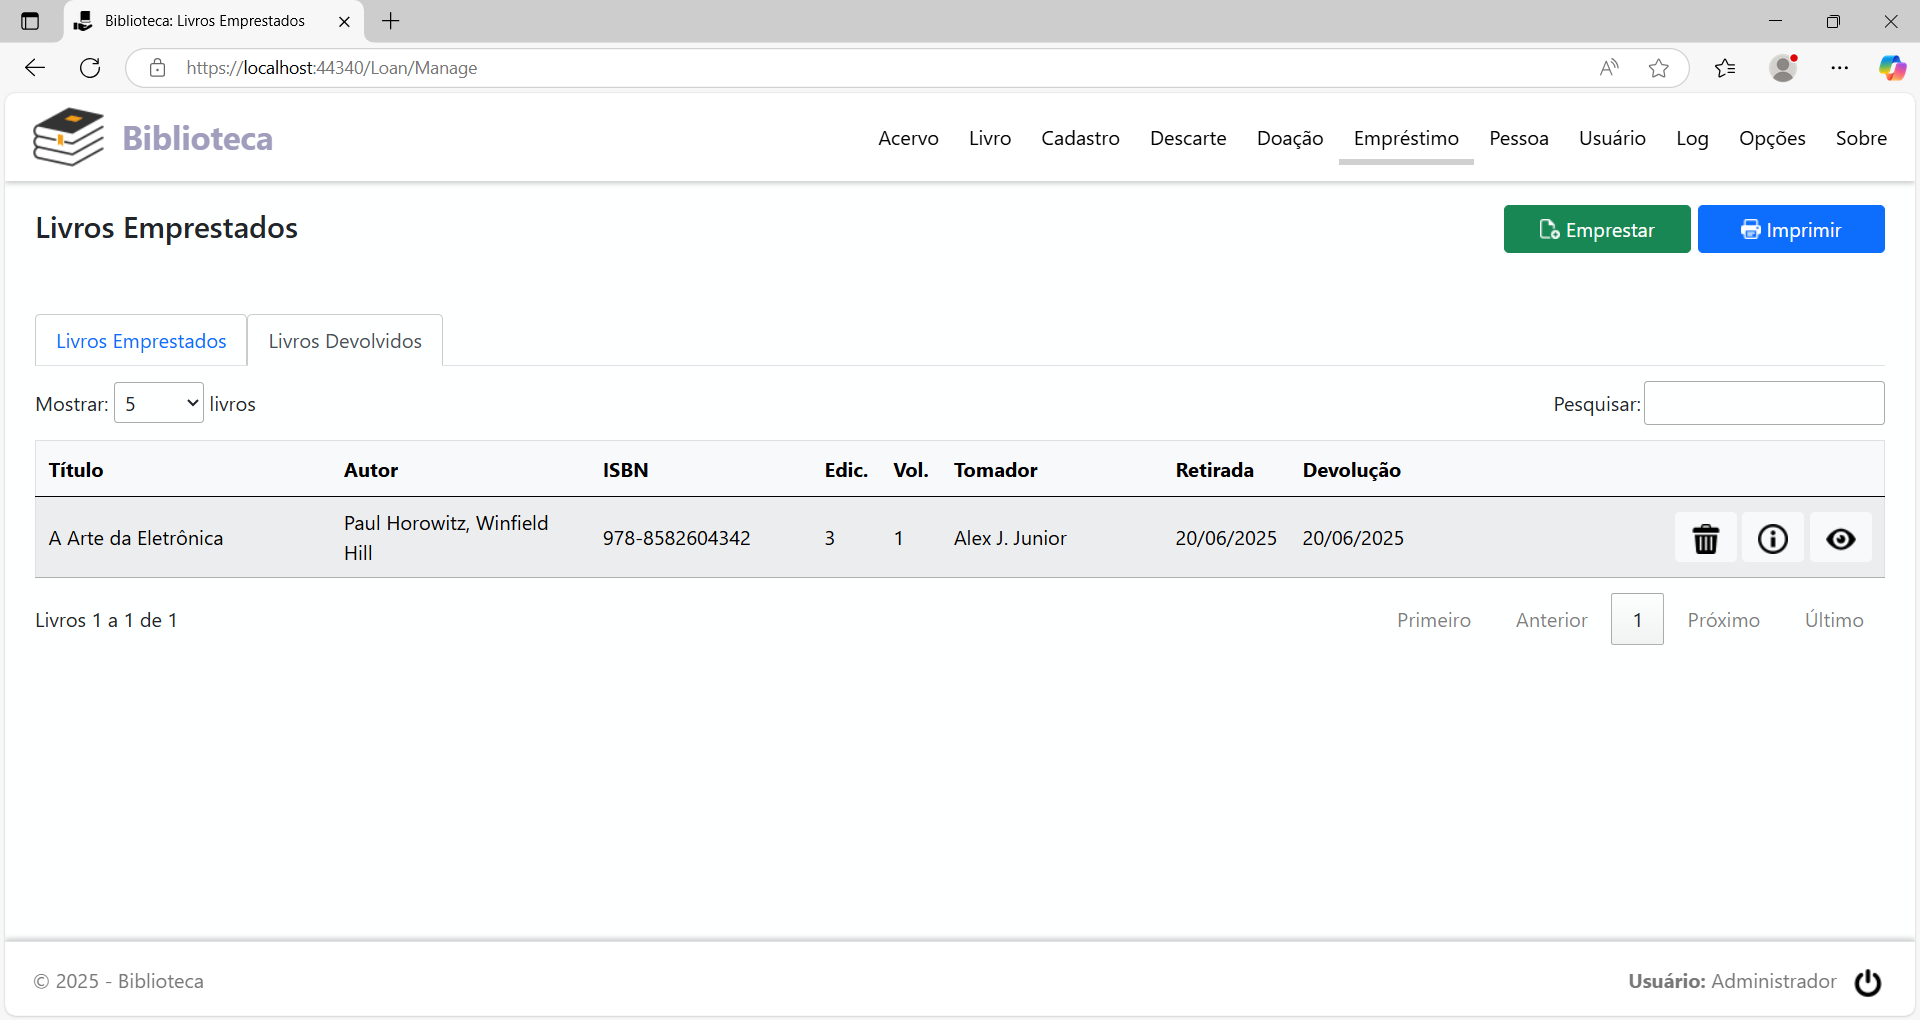 Biblioteca: Livros Emprestados
https://localhost:44340/Loan/Manage
Biblioteca
Acervo Livro Cadastro Descarte Doação Empréstimo Pessoa Usuário Log Opções Sobre
Livros Emprestados
Emprestar Imprimir
Livros Emprestados Livros Devolvidos
Mostrar: 5 livros Pesquisar:
Título Autor ISBN Edic. Vol. Tomador Retirada Devolução
A Arte da Eletrônica Paul Horowitz, Winfield Hill 978-8582604342 3 1 Alex J. Junior 20/06/2025 20/06/2025
Livros 1 a 1 de 1 Primeiro Anterior 1 Próximo Último
© 2025 - Biblioteca Usuário: Administrador